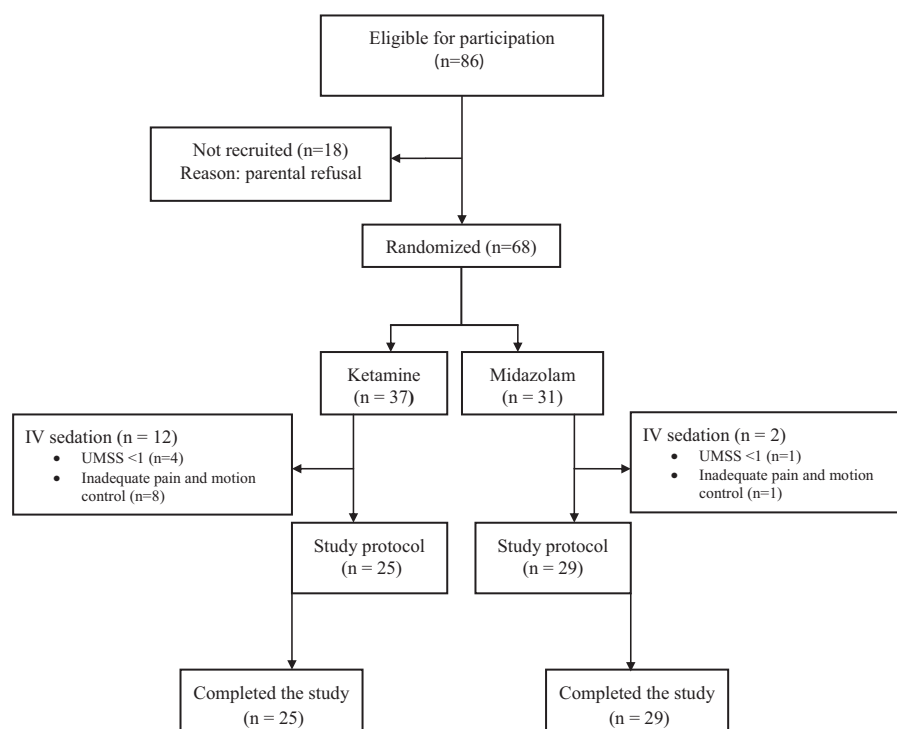 Eligible for participation
(n=86)
Not recruited (n=18)
Reason: parental refusal
Randomized (n=68)
Ketamine
(n = 37)
Midazolam
(n = 31)
IV sedation (n = 12)
• UMSS <1 (n=4)
• Inadequate pain and motion
control (n=8)
IV sedation (n = 2)
• UMSS <1 (n=1)
• Inadequate pain and motion
control (n=1)
Study protocol
(n = 25)
Study protocol
(n = 29)
Completed the study
(n = 25)
Completed the study
(n = 29)